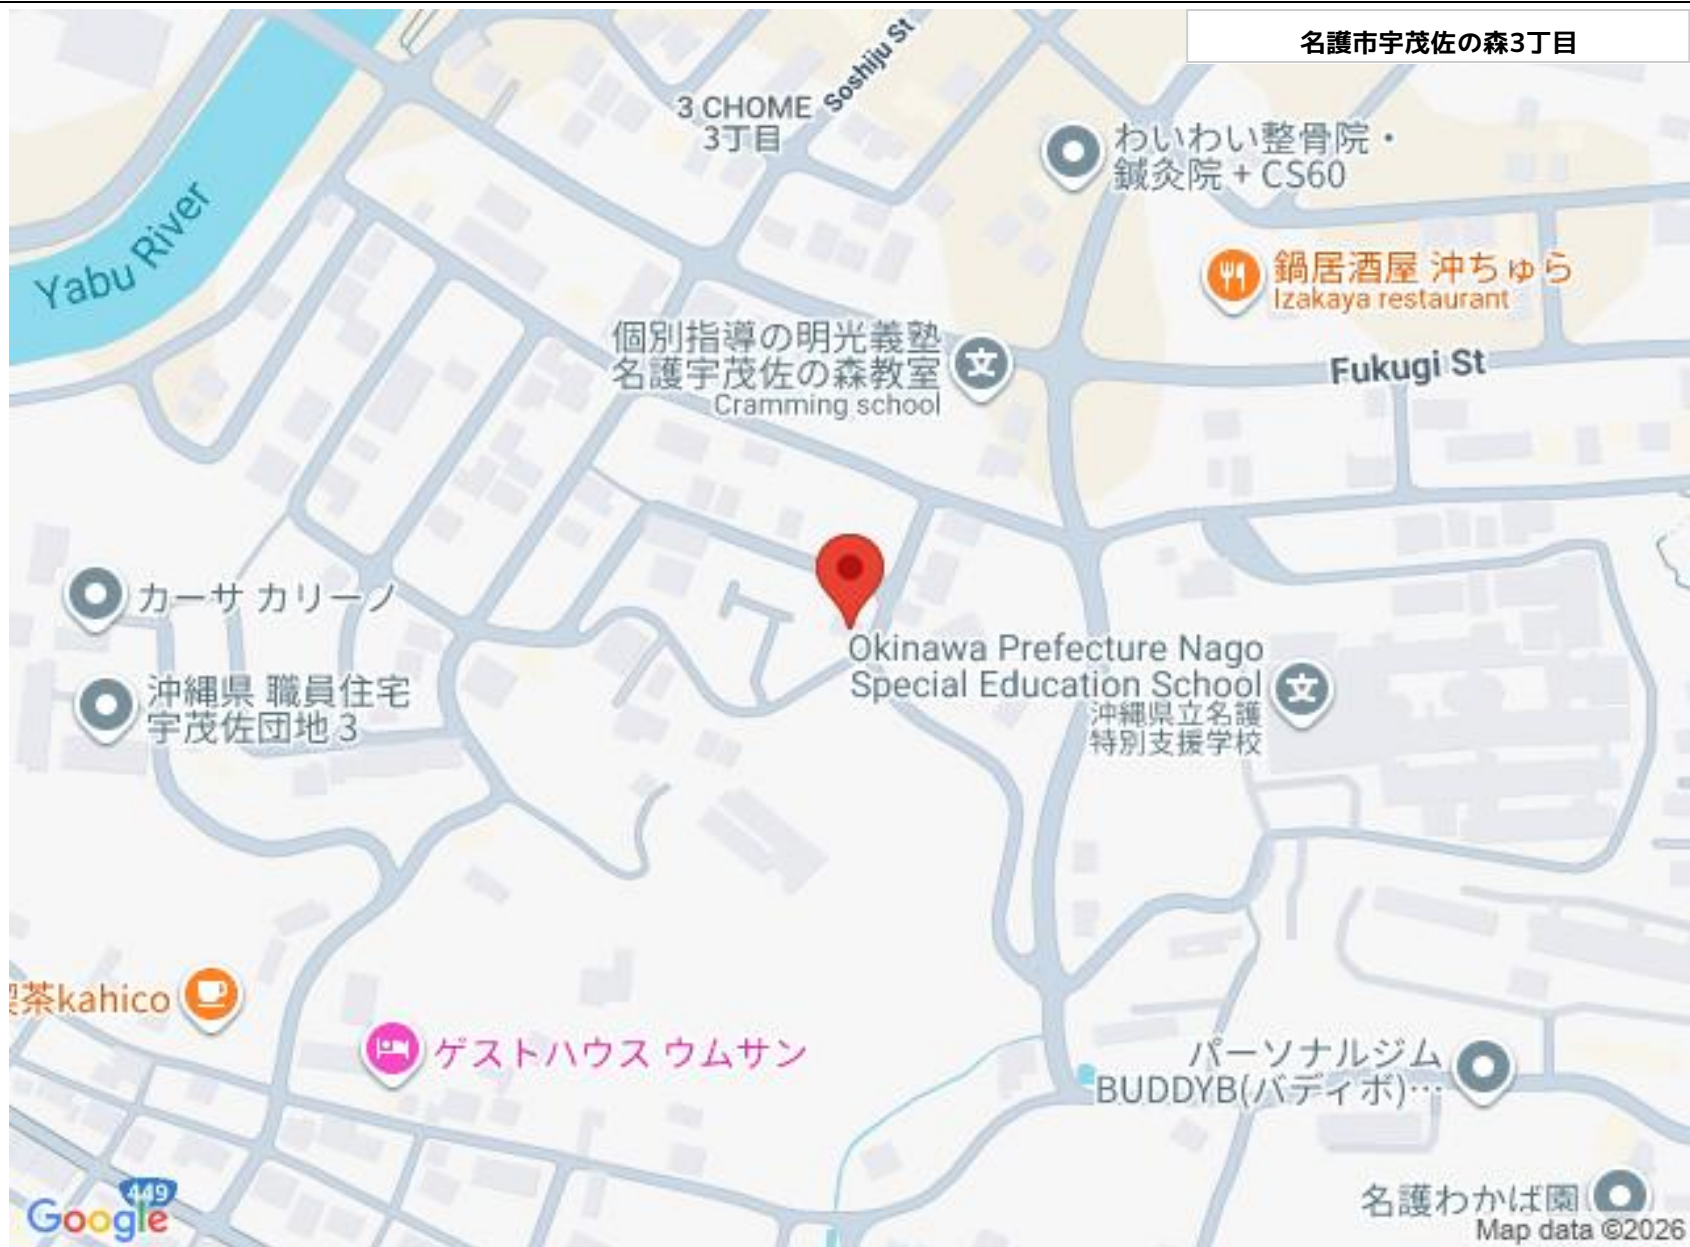 名護市宇茂佐の森3丁目
Soshiju St
3 CHOME
3丁目
わいわい整骨院・
鍼灸院 + CS60
Yabu River
鍋居酒屋 沖ちゅら
Izakaya restaurant
個別指導の明光義塾
名護宇茂佐の森教室
Cramming school
Fukugi St
カーサ カリーノ
Okinawa Prefecture Nago
Special Education School
沖縄県立名護
特別支援学校
沖縄県 職員住宅
宇茂佐団地 3
茶kahico
ゲストハウス ウムサン
パーソナルジム
BUDDYB(バディボ)…
449
Google
名護わかば園
Map data ©2026